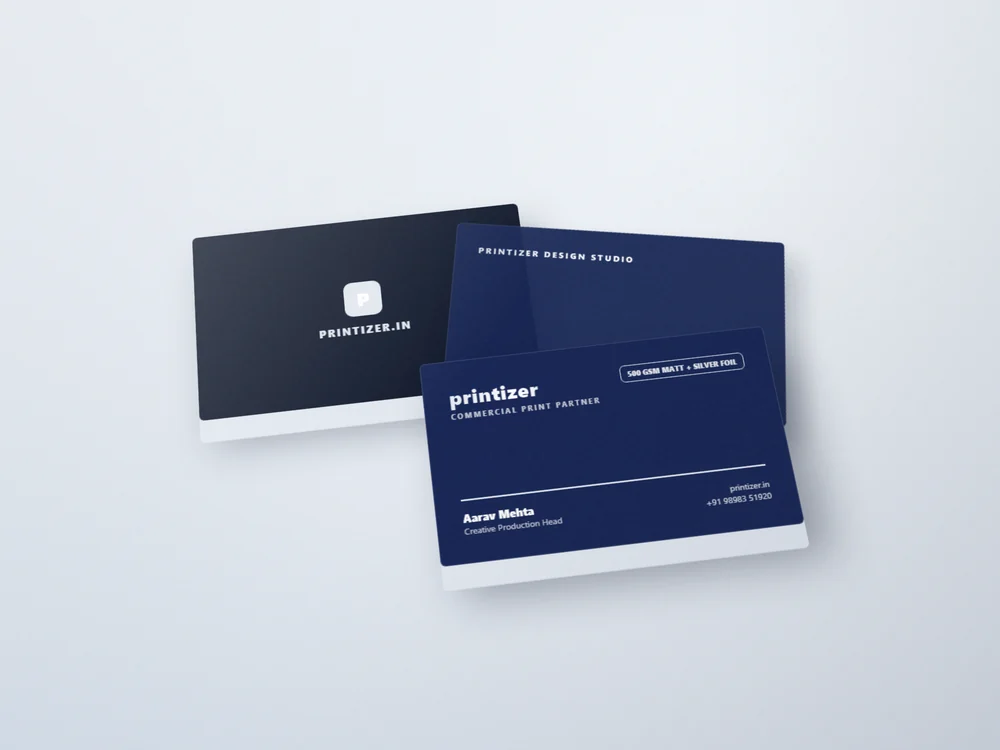 P
PRINTIZER.IN
PRINTIZER DESIGN STUDIO
500 GSM MATT + SILVER FOIL
printizer
COMMERCIAL PRINT PARTNER
printizer.in
+91 98983 51920
Aarav Mehta
Creative Production Head